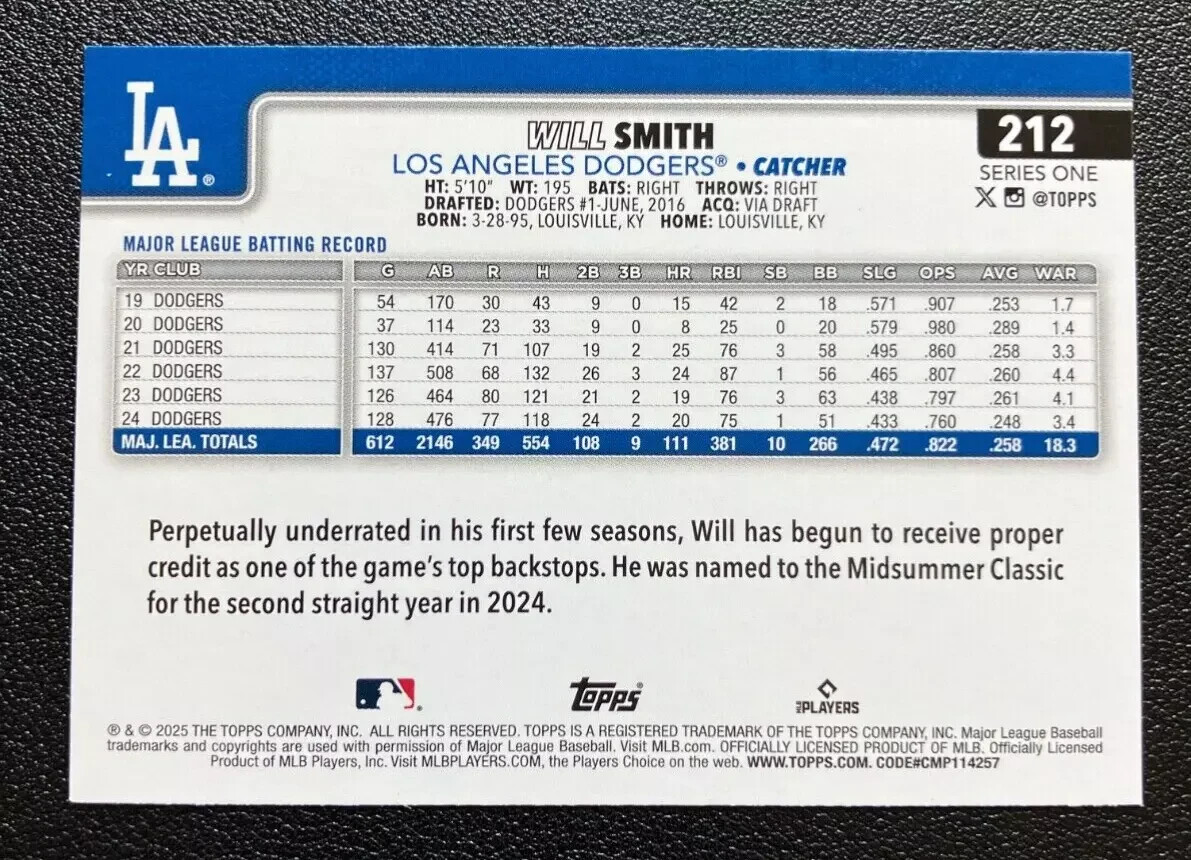 LA®
WILL SMITH
212
LOS ANGELES DODGERS® • CATCHER
SERIES ONE
HT: 5'10" WT: 195 BATS: RIGHT THROWS: RIGHT
X @TOPPS
DRAFTED: DODGERS #1-JUNE, 2016 ACQ: VIA DRAFT
BORN: 3-28-95, LOUISVILLE, KY HOME: LOUISVILLE, KY
MAJOR LEAGUE BATTING RECORD
YR CLUB G AB R H 2B 3B HR RBI SB BB SLG OPS AVG WAR
19 DODGERS 54 170 30 43 9 0 15 42 2 18 .571 .907 .253 1.7
20 DODGERS 37 114 23 33 9 0 8 25 0 20 .579 .980 .289 1.4
21 DODGERS 130 414 71 107 19 2 25 76 3 58 .495 .860 .258 3.3
22 DODGERS 137 508 68 132 26 3 24 87 1 56 .465 .807 .260 4.4
23 DODGERS 126 464 80 121 21 2 19 76 3 63 .438 .797 .261 4.1
24 DODGERS 128 476 77 118 24 2 20 75 1 51 .433 .760 .248 3.4
MAJ. LEA. TOTALS 612 2146 349 554 108 9 111 381 10 266 .472 .822 .258 18.3
Perpetually underrated in his first few seasons, Will has begun to receive proper
credit as one of the game's top backstops. He was named to the Midsummer Classic
for the second straight year in 2024.
Topps®
PLAYERS
® & © 2025 THE TOPPS COMPANY, INC. ALL RIGHTS RESERVED. TOPPS IS A REGISTERED TRADEMARK OF THE TOPPS COMPANY, INC. Major League Baseball
trademarks and copyrights are used with permission of Major League Baseball. Visit MLB.com. OFFICIALLY LICENSED PRODUCT OF MLB. Officially Licensed
Product of MLB Players, Inc. Visit MLBPLAYERS.COM, the Players Choice on the web. WWW.TOPPS.COM. CODE#CMP114257